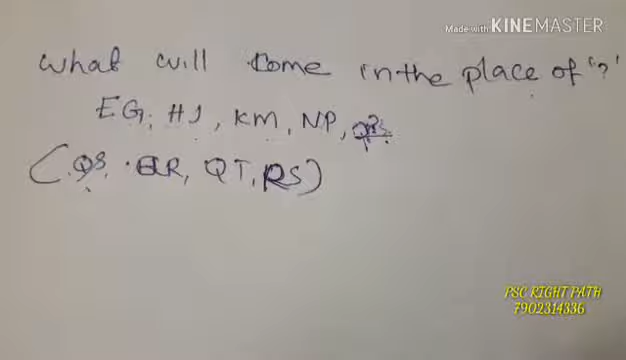 Made with KINEMASTER
What will come in the place of '?'
EG, HJ, KM, NP,
(QS, QR, QT, RS)
PSC RIGHT PATH
7902314336